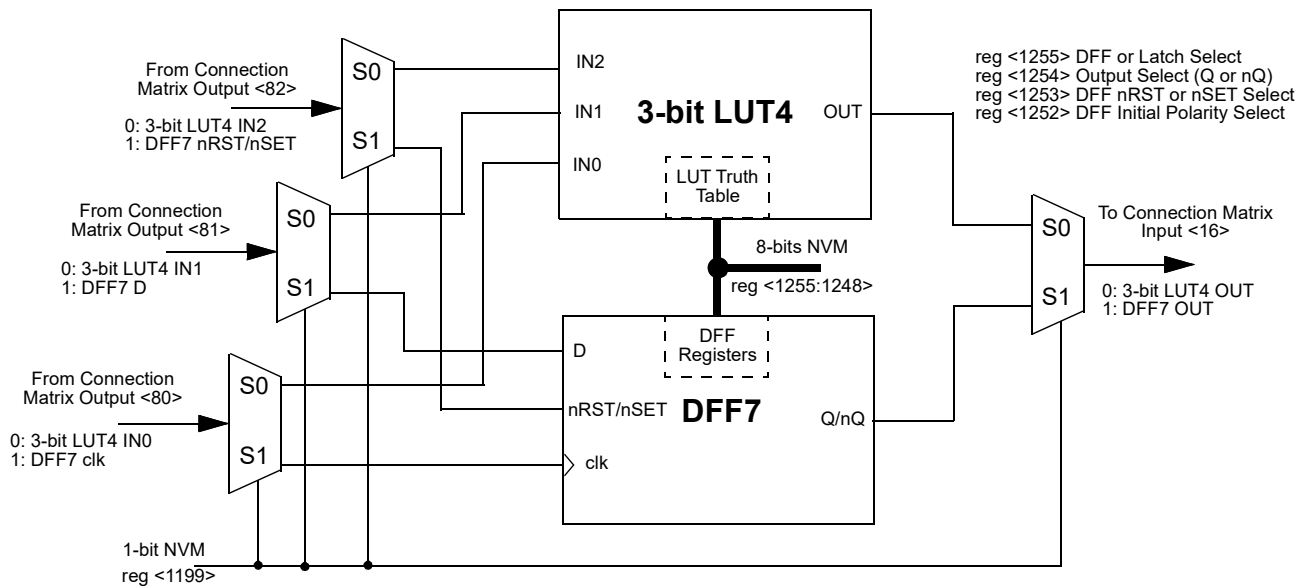 From Connection
Matrix Output <82>
0: 3-bit LUT4 IN2
1: DFF7 nRST/nSET
S0
S1
From Connection
Matrix Output <81>
0: 3-bit LUT4 IN1
1: DFF7 D
S0
S1
From Connection
Matrix Output <80>
0: 3-bit LUT4 IN0
1: DFF7 clk
S0
S1
1-bit NVM
reg <1199>
IN2
IN1
IN0
3-bit LUT4
OUT
LUT Truth
Table
8-bits NVM
reg <1255:1248>
DFF
Registers
D
nRST/nSET
clk
DFF7
Q/nQ
reg <1255> DFF or Latch Select
reg <1254> Output Select (Q or nQ)
reg <1253> DFF nRST or nSET Select
reg <1252> DFF Initial Polarity Select
S0
S1
To Connection Matrix
Input <16>
0: 3-bit LUT4 OUT
1: DFF7 OUT